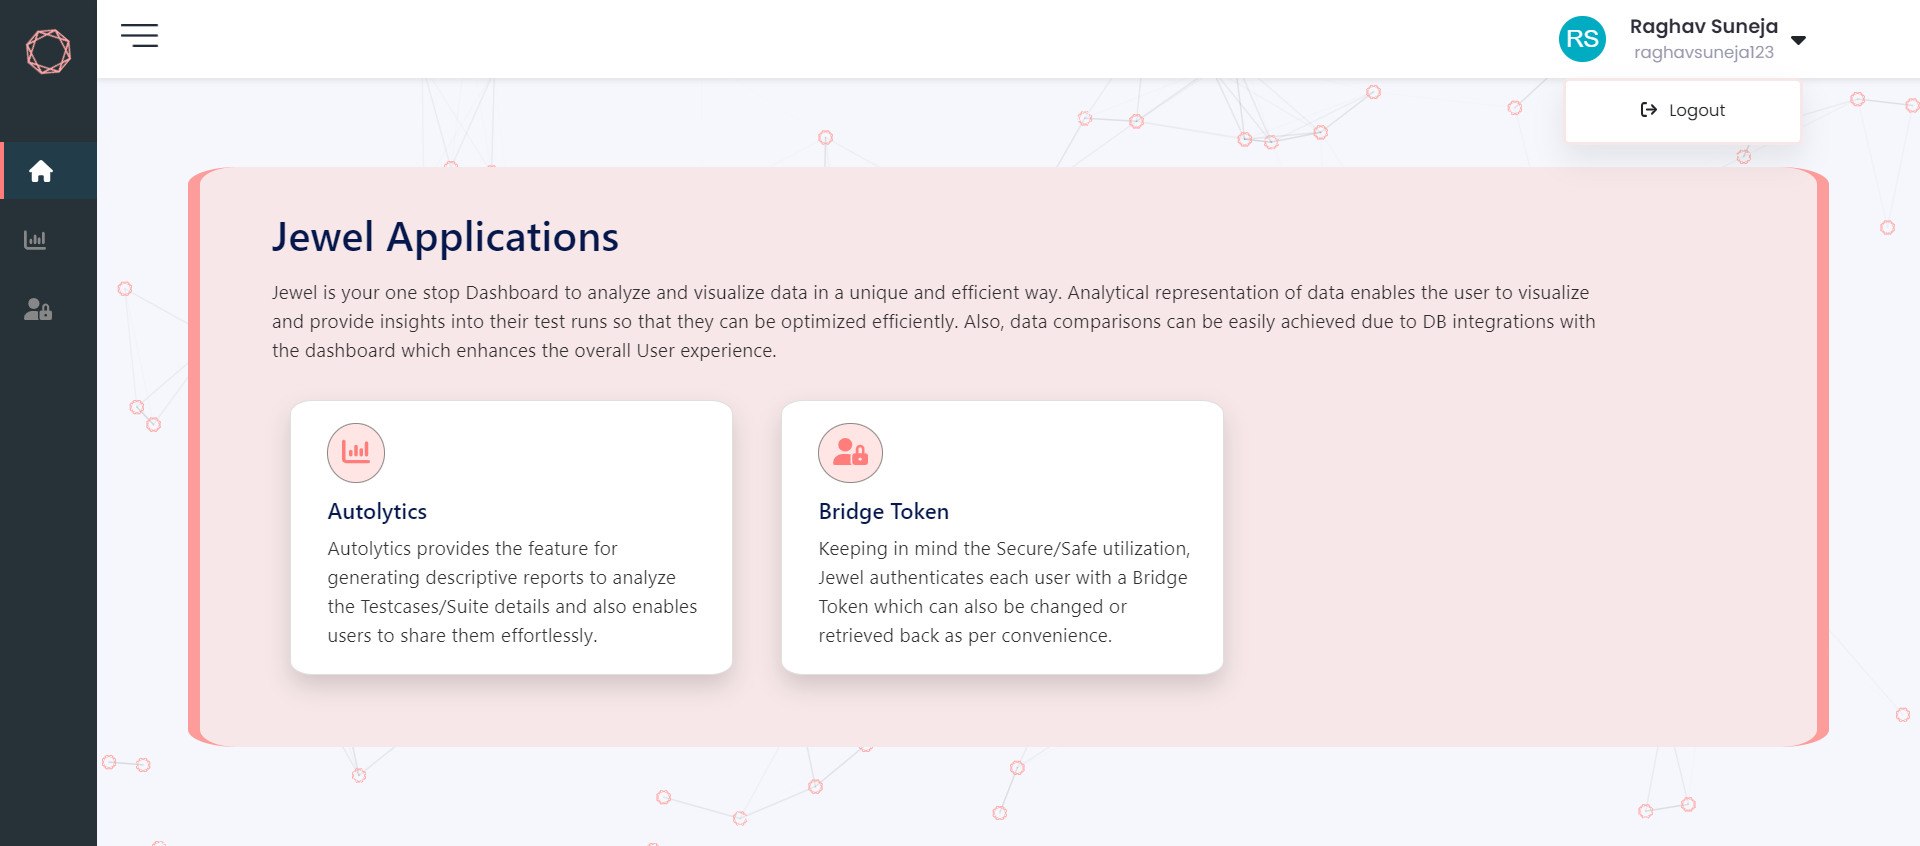 RS
Raghav Suneja
raghavsuneja123
Logout
Jewel Applications
Jewel is your one stop Dashboard to analyze and visualize data in a unique and efficient way. Analytical representation of data enables the user to visualize
and provide insights into their test runs so that they can be optimized efficiently. Also, data comparisons can be easily achieved due to DB integrations with
the dashboard which enhances the overall User experience.
Autolytics
Autolytics provides the feature for
generating descriptive reports to analyze
the Testcases/Suite details and also enables
users to share them effortlessly.
Bridge Token
Keeping in mind the Secure/Safe utilization,
Jewel authenticates each user with a Bridge
Token which can also be changed or
retrieved back as per convenience.